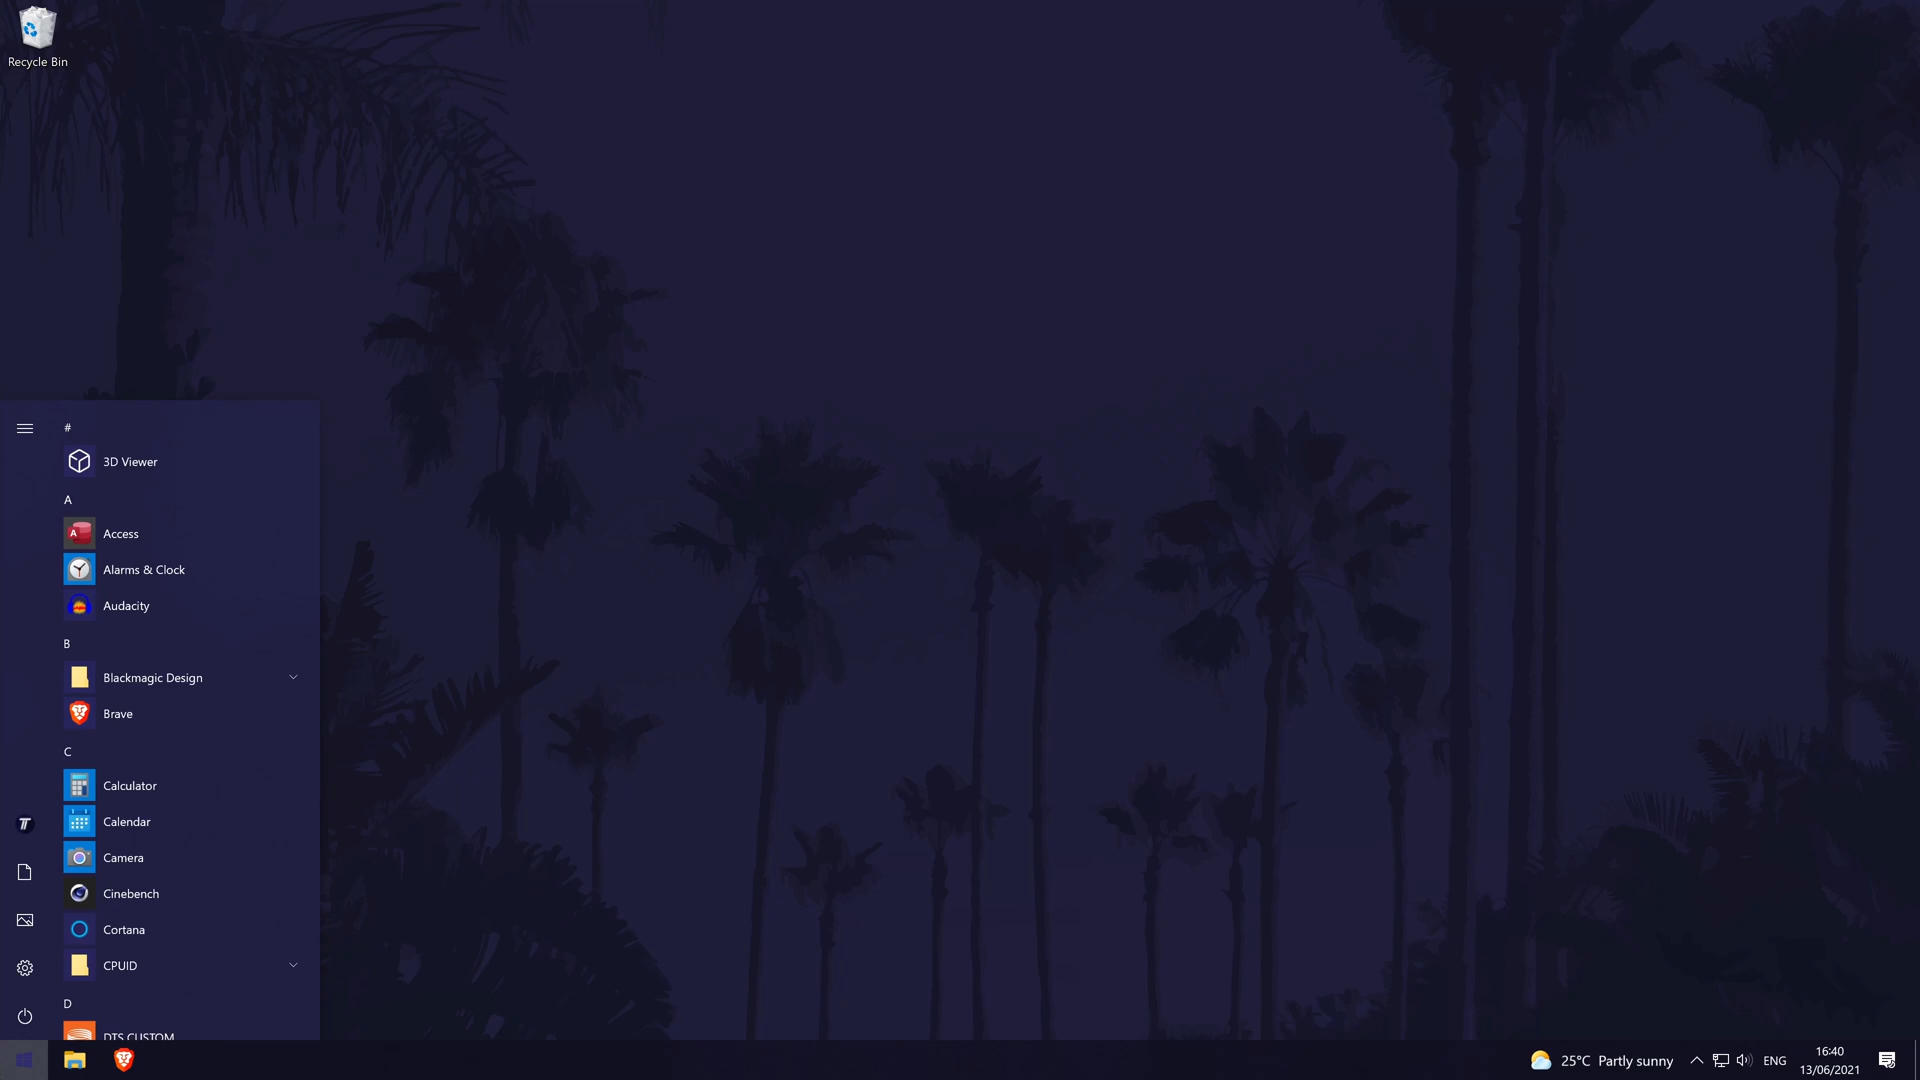 Recycle Bin
#
3D Viewer
A
Access
Alarms & Clock
Audacity
B
Blackmagic Design
Brave
C
Calculator
Calendar
Camera
Cinebench
Cortana
CPUID
D
DTS CUSTOM
25°C Partly sunny
ENG
16:40
13/06/2021